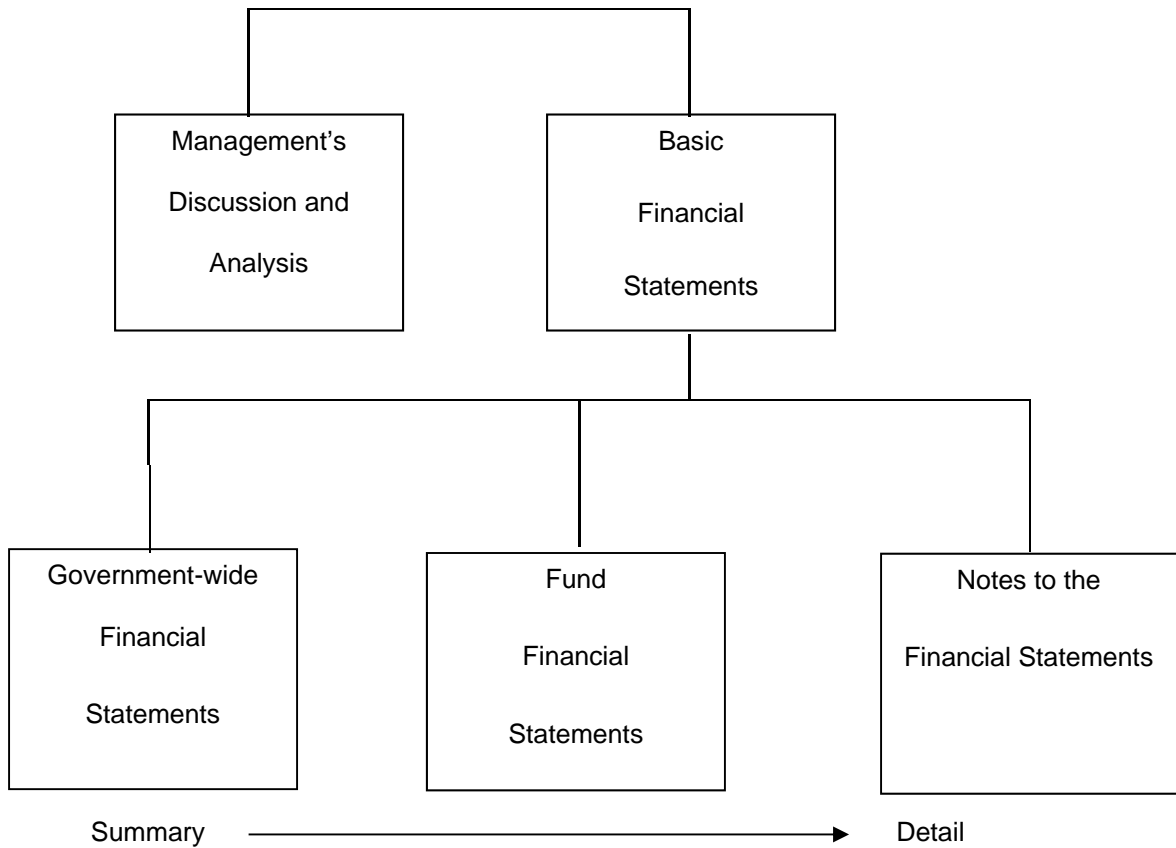 Management’s
Discussion and
Analysis
Basic
Financial
Statements
Government-wide
Financial
Statements
Fund
Financial
Statements
Notes to the
Financial Statements
Summary
Detail